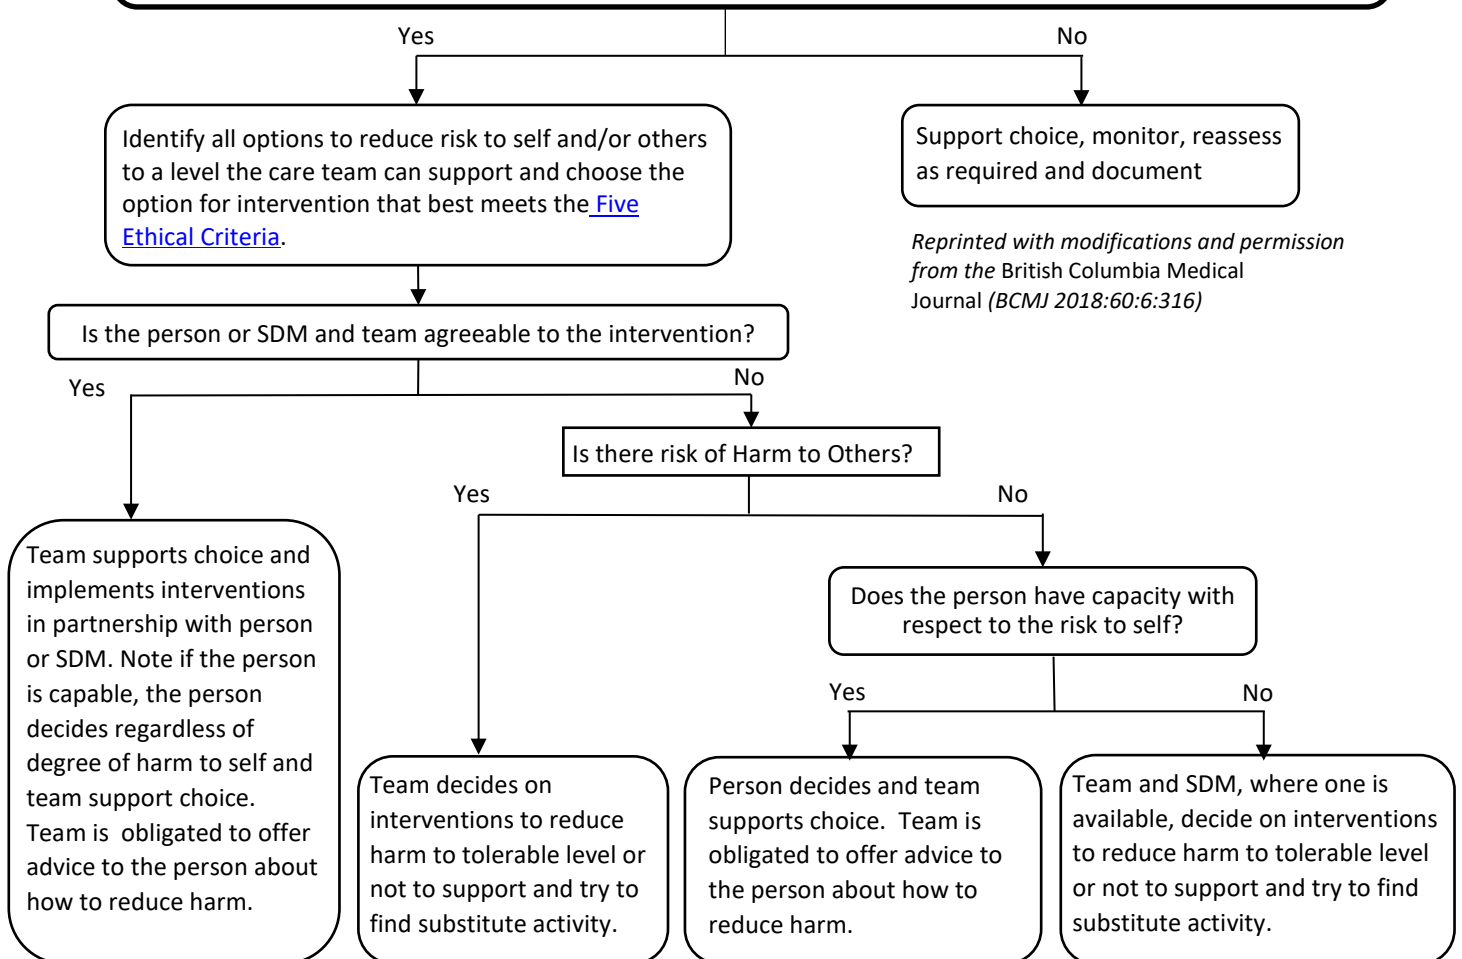 Yes
No
Identify all options to reduce risk to self and/or others
to a level the care team can support and choose the
option for intervention that best meets the Five
Ethical Criteria.
Support choice, monitor, reassess
as required and document
Reprinted with modifications and permission
from the British Columbia Medical
Journal (BCMJ 2018:60:6:316)
Is the person or SDM and team agreeable to the intervention?
Yes
No
Is there risk of Harm to Others?
Yes
No
Team supports choice and
implements interventions
in partnership with person
or SDM. Note if the person
is capable, the person
decides regardless of
degree of harm to self and
team support choice.
Team is  obligated to offer
advice to the person about
how to reduce harm.
Does the person have capacity with
respect to the risk to self?
Yes
No
Team decides on
interventions to reduce
harm to tolerable level or
not to support and try to
find substitute activity.
Person decides and team
supports choice.  Team is
obligated to offer advice to
the person about how to
reduce harm.
Team and SDM, where one is
available, decide on interventions
to reduce harm to tolerable level
or not to support and try to find
substitute activity.